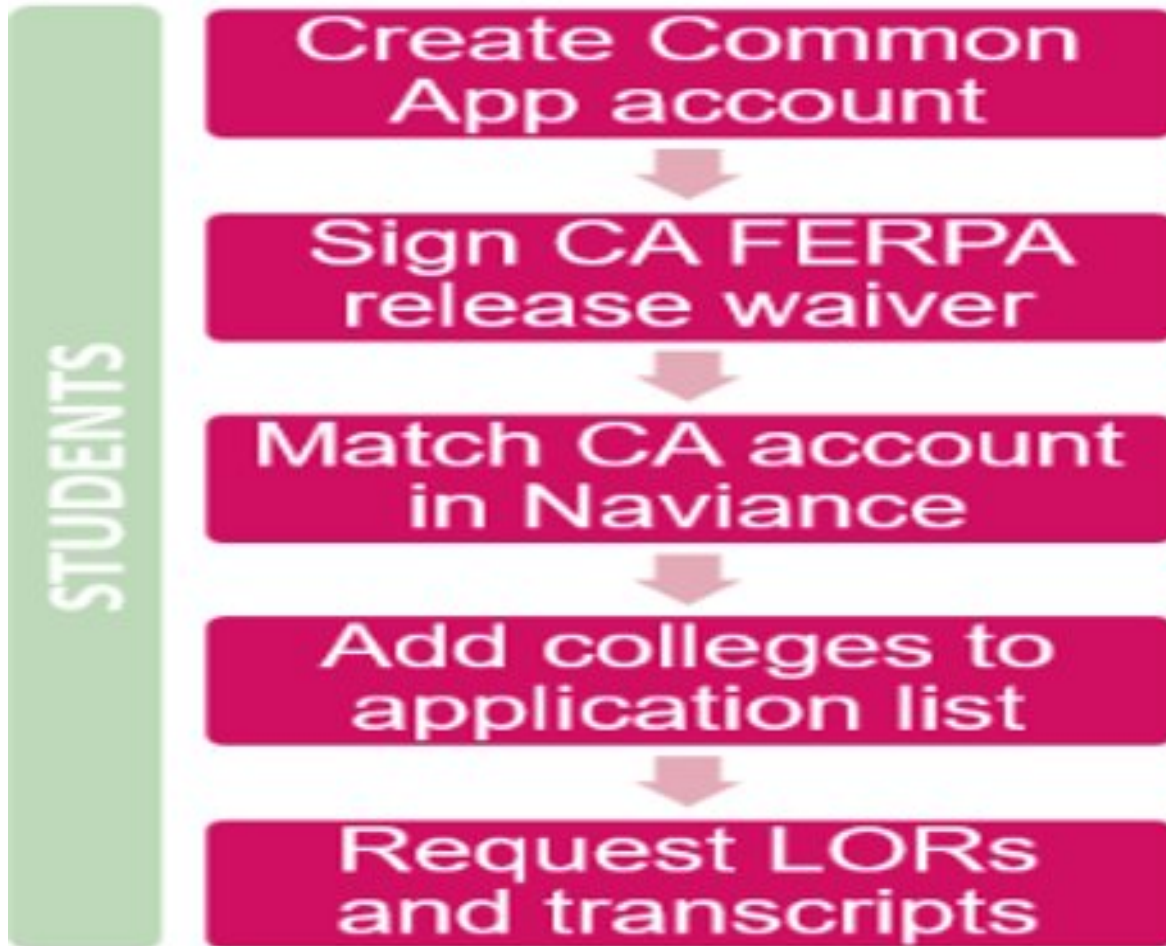 STUDENTS
Create Common
App account
Sign CA FERPA
release waiver
Match CA account
in Naviance
Add colleges to
application list
Request LORs
and transcripts